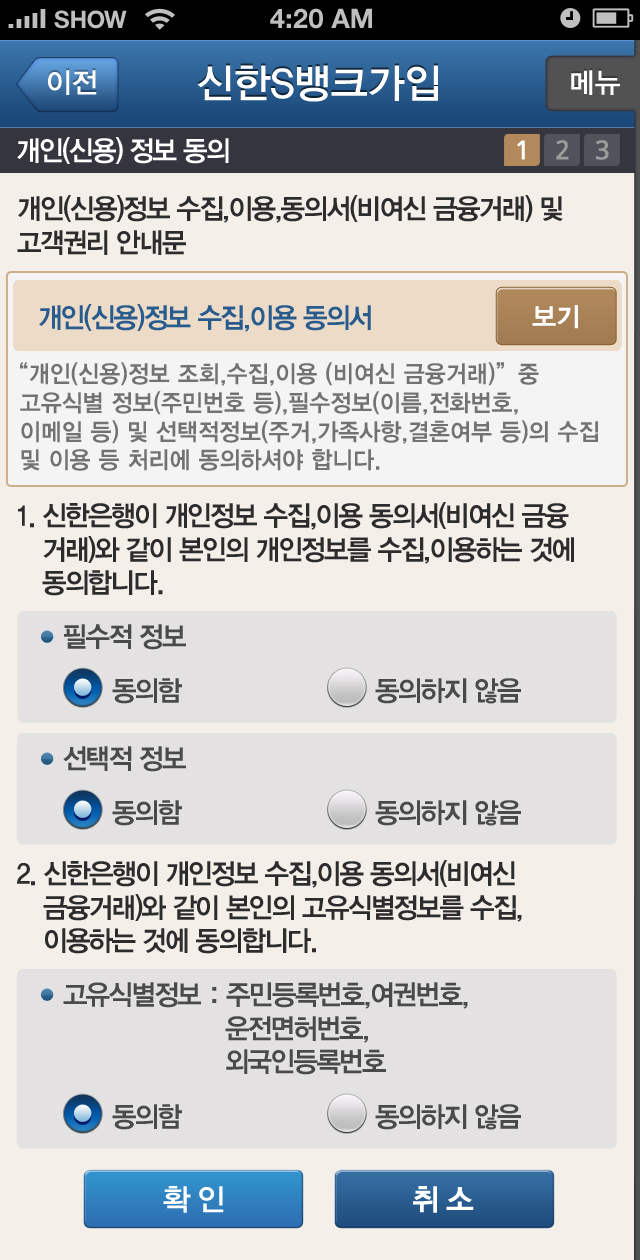 SHOW 4:20 AM
이전 신한S뱅크가입 메뉴
개인(신용) 정보 동의 1 2 3
개인(신용)정보 수집,이용,동의서(비여신 금융거래) 및
고객권리 안내문
개인(신용)정보 수집,이용 동의서 보기
“개인(신용)정보 조회,수집,이용 (비여신 금융거래)” 중
고유식별 정보(주민번호 등),필수정보(이름,전화번호,
이메일 등) 및 선택적정보(주거,가족사항,결혼여부 등)의 수집
및 이용 등 처리에 동의하셔야 합니다.
1. 신한은행이 개인정보 수집,이용 동의서(비여신 금융
거래)와 같이 본인의 개인정보를 수집,이용하는 것에
동의합니다.
• 필수적 정보
동의함 동의하지 않음
• 선택적 정보
동의함 동의하지 않음
2. 신한은행이 개인정보 수집,이용 동의서(비여신
금융거래)와 같이 본인의 고유식별정보를 수집,
이용하는 것에 동의합니다.
• 고유식별정보 : 주민등록번호,여권번호,
운전면허번호,
외국인등록번호
동의함 동의하지 않음
확인 취소